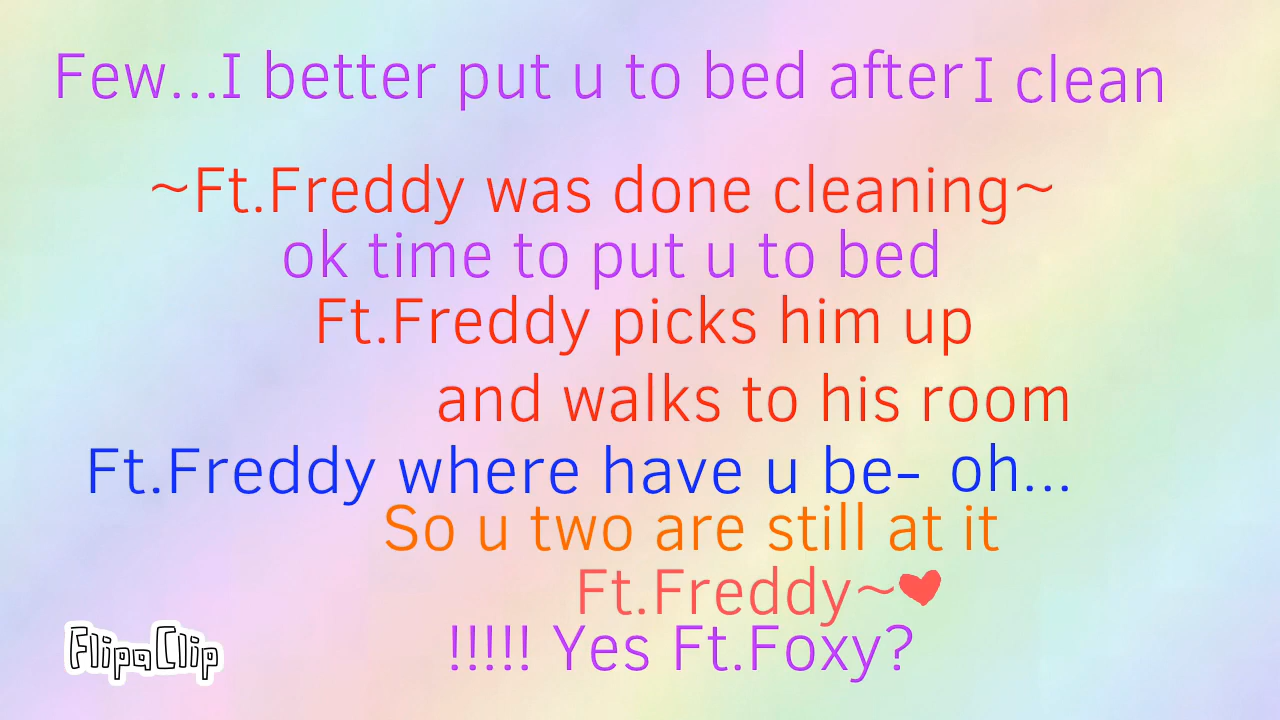 Few...I better put u to bed after I clean
~Ft.Freddy was done cleaning~
ok time to put u to bed
Ft.Freddy picks him up
and walks to his room
Ft.Freddy where have u be- oh...
So u two are still at it
Ft.Freddy~♥
!!!!! Yes Ft.Foxy?
FlipaClip